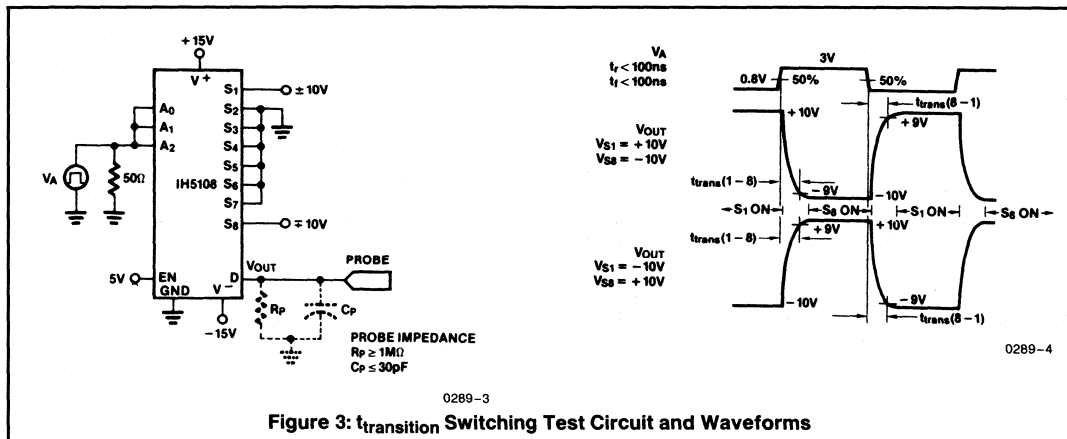 +15V
V+
S1
±10V
A0
S2
A1
S3
A2
S4
S5
VA
50Ω
IH5108
S6
S7
S8
∓10V
VOUT
PROBE
5V
EN
D
GND
V−
−15V
RP
CP
PROBE IMPEDANCE
RP ≥ 1MΩ
CP ≤ 30pF
0289–3
VA
tr < 100ns
tf < 100ns
3V
0.8V
50%
50%
ttrans(8 – 1)
+10V
+9V
VOUT
VS1 = +10V
VS8 = −10V
ttrans(1 – 8)
−9V
−10V
S1 ON
S8 ON
S1 ON
S8 ON
+9V
+10V
ttrans(1 – 8)
VOUT
VS1 = −10V
VS8 = +10V
−10V
−9V
ttrans(8 – 1)
0289–4
Figure 3: ttransition Switching Test Circuit and Waveforms